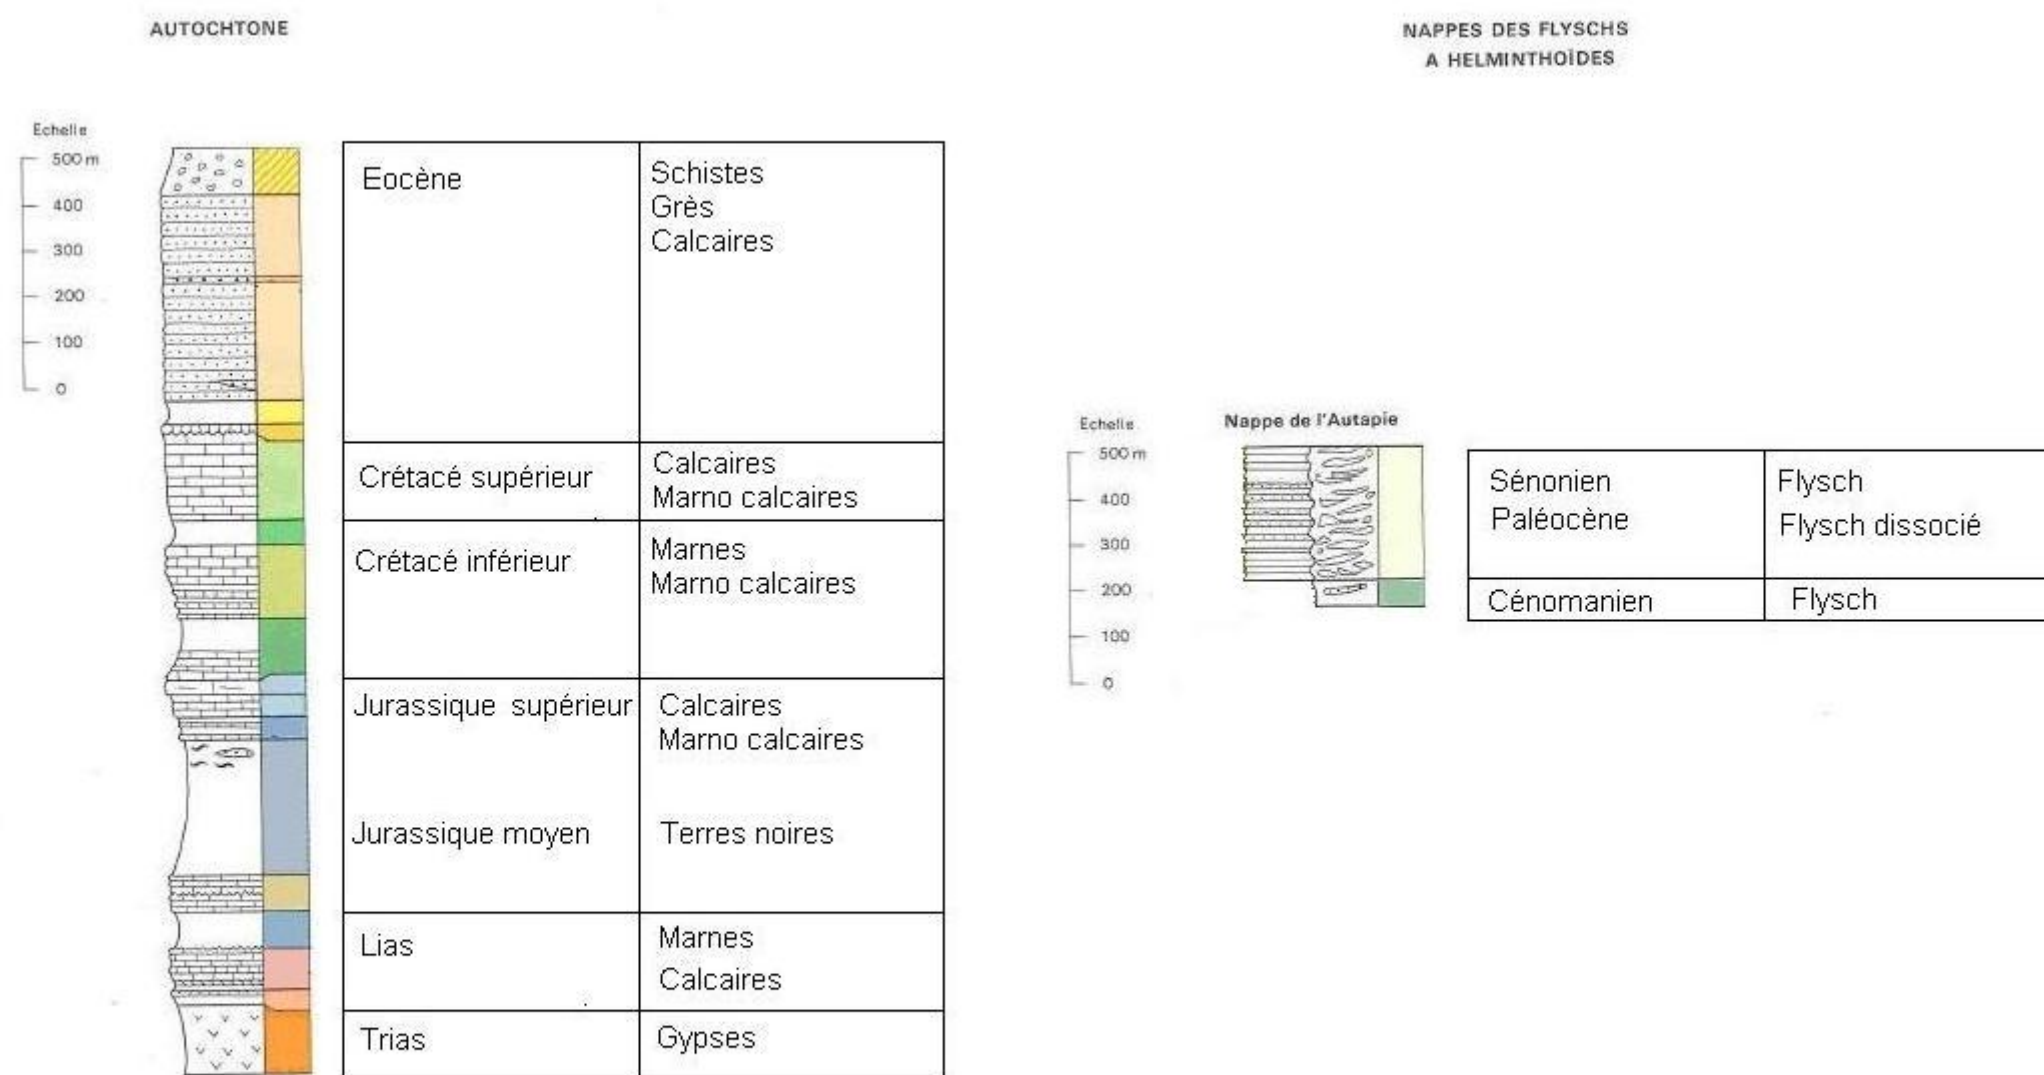 AUTOCHTONE
NAPPES DES FLYSCHS
A HELMINTHOÏDES
Echelle
500 m
400
300
200
100
0
Eocène
Schistes
Grès
Calcaires
Crétacé supérieur
Calcaires
Marno calcaires
Crétacé inférieur
Marnes
Marno calcaires
Jurassique supérieur
Calcaires
Marno calcaires
Jurassique moyen
Terres noires
Lias
Marnes
Calcaires
Trias
Gypses
Echelle
500 m
400
300
200
100
0
Nappe de l'Autapie
Sénonien
Paléocène
Flysch
Flysch dissocié
Cénomanien
Flysch